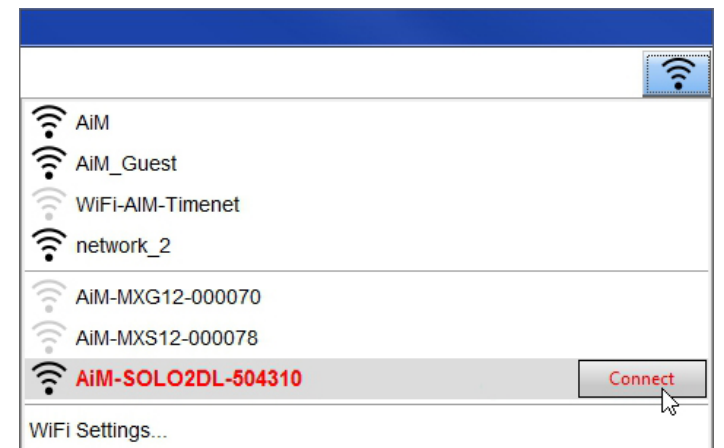 AiM
AiM_Guest
WiFi-AIM-Timenet
network_2
AiM-MXG12-000070
AiM-MXS12-000078
AiM-SOLO2DL-504310 Connect
WiFi Settings...